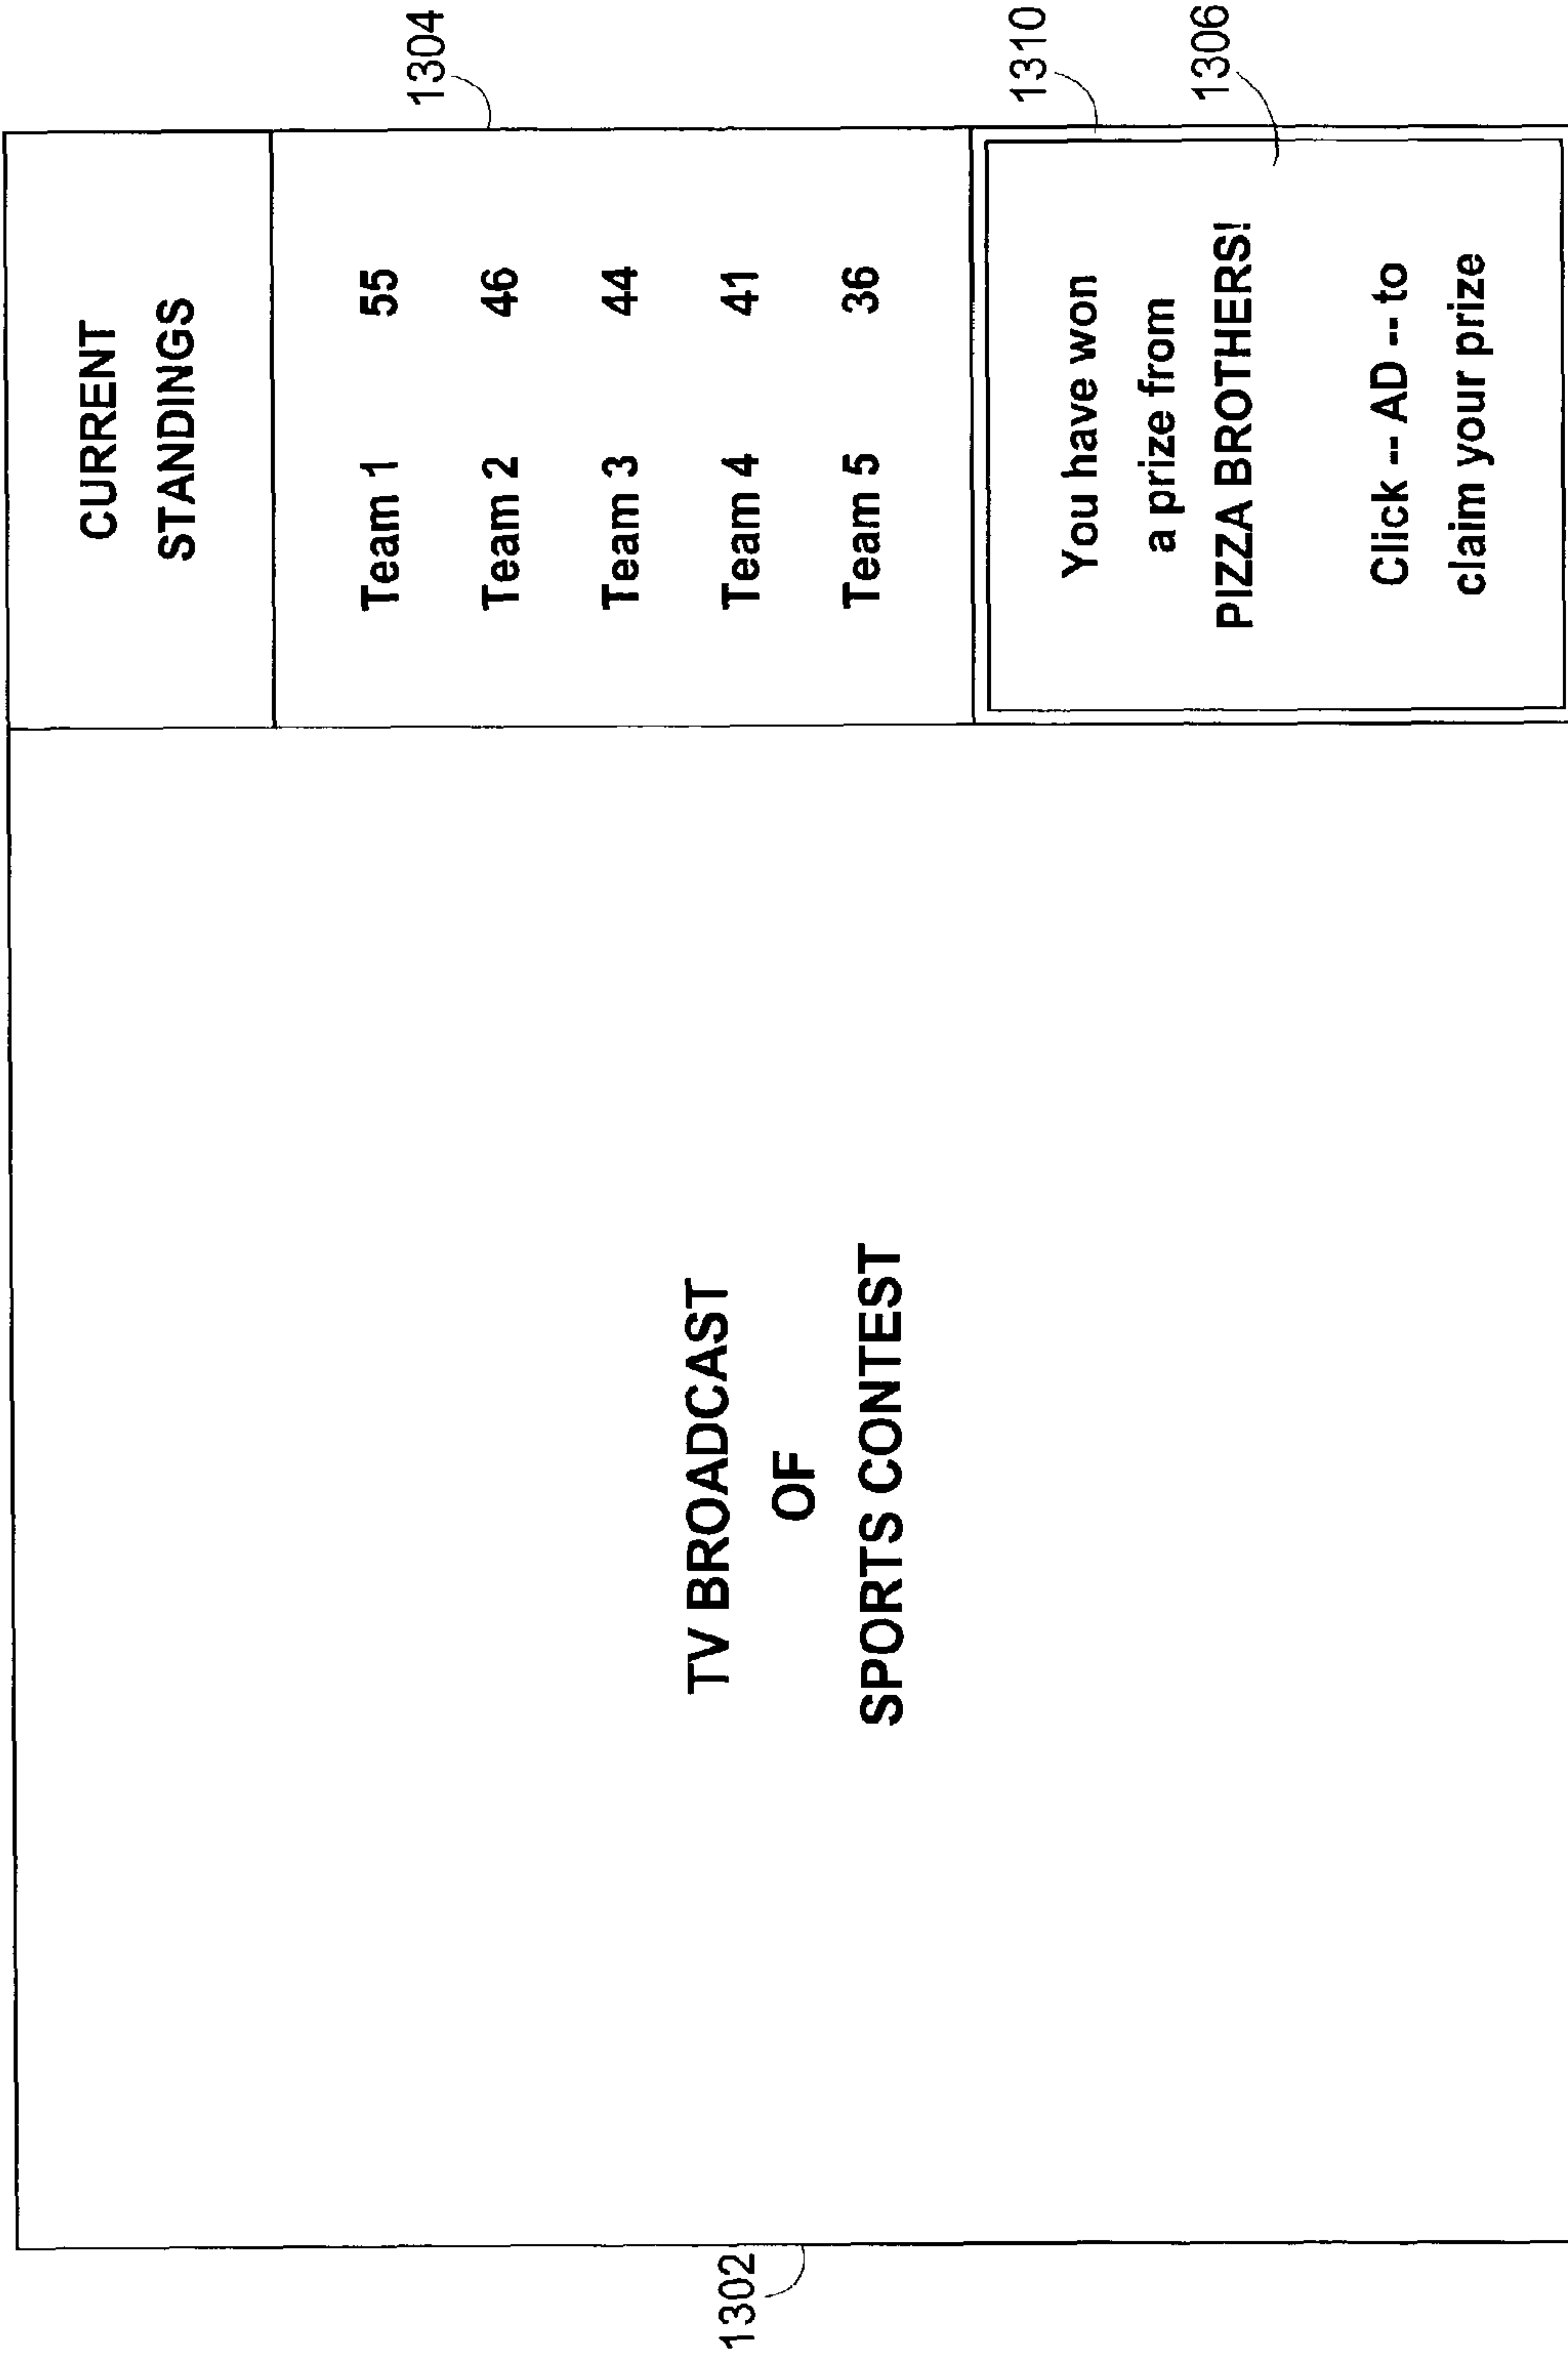 CURRENT
STANDINGS
Team 1 55
Team 2 46
Team 3 44
Team 4 41
Team 5 36
1304
TV BROADCAST
OF
SPORTS CONTEST
1302
You have won
a prize from
PIZZA BROTHERS!
Click -- AD -- to
claim your prize
1310
1306